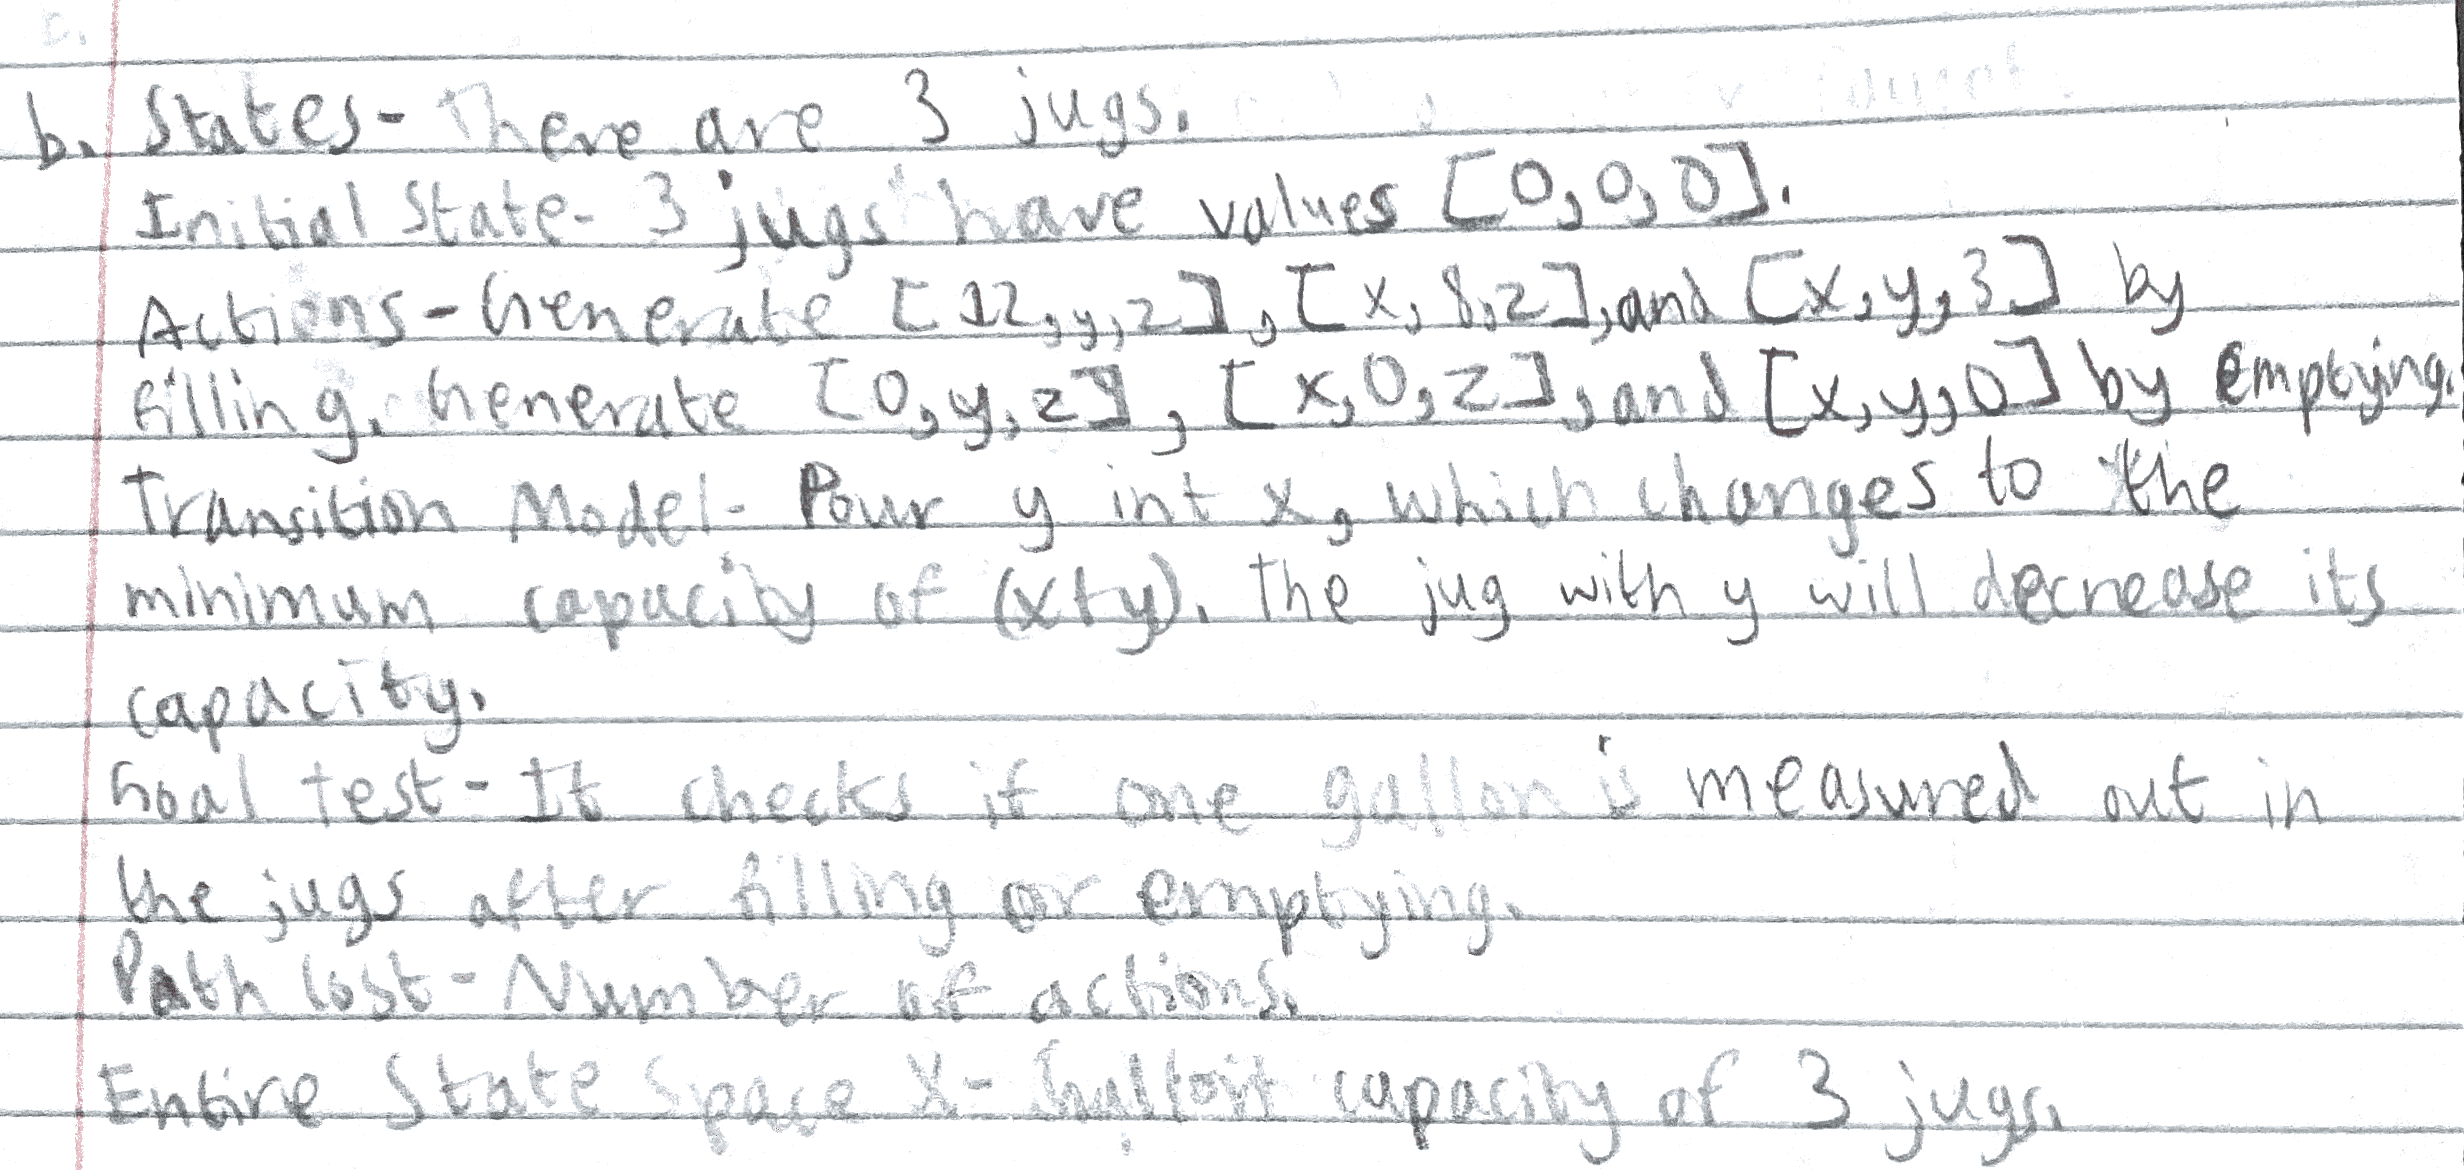 b. States- There are 3 jugs.
Initial State- 3 jugs have values [0,0,0].
Actions- Generate [12,y,z], [x,8,z], and [x,y,3] by
filling. Generate [0,y,z], [x,0,z], and [x,y,0] by emptying.
Transition Model- Pour y int x, which changes to the
minimum capacity of (x+y). The jug with y will decrease its
capacity.
Goal test- It checks if one gallon is measured out in
the jugs after filling or emptying.
Path Cost- Number of actions.
Entire State Space X- capacity of 3 jugs.